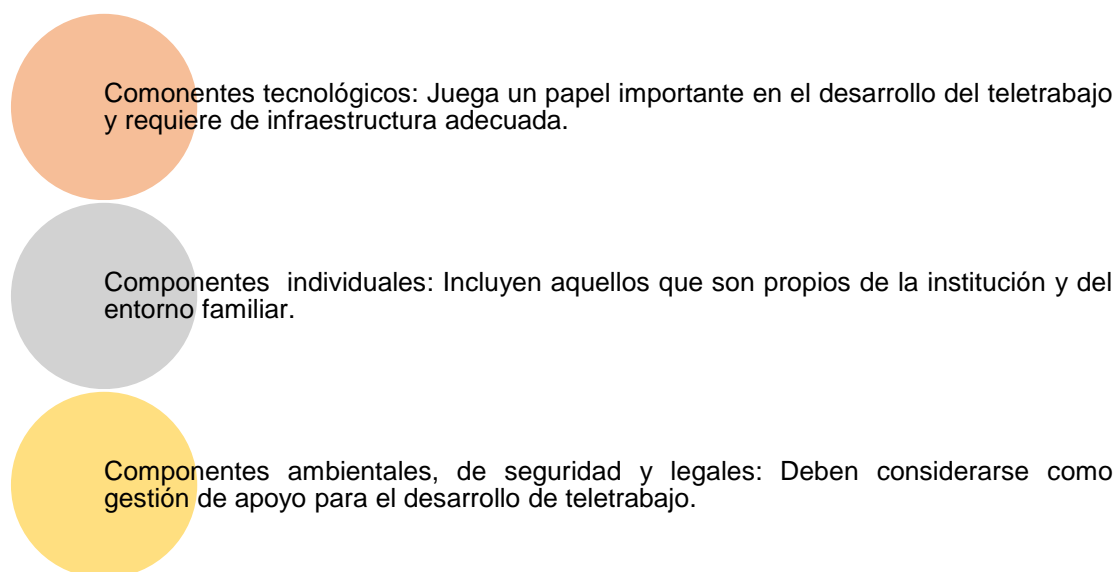 Comonentes tecnológicos: Juega un papel importante en el desarrollo del teletrabajo
y requiere de infraestructura adecuada.
Componentes individuales: Incluyen aquellos que son propios de la institución y del
entorno familiar.
Componentes ambientales, de seguridad y legales: Deben considerarse como
gestión de apoyo para el desarrollo de teletrabajo.